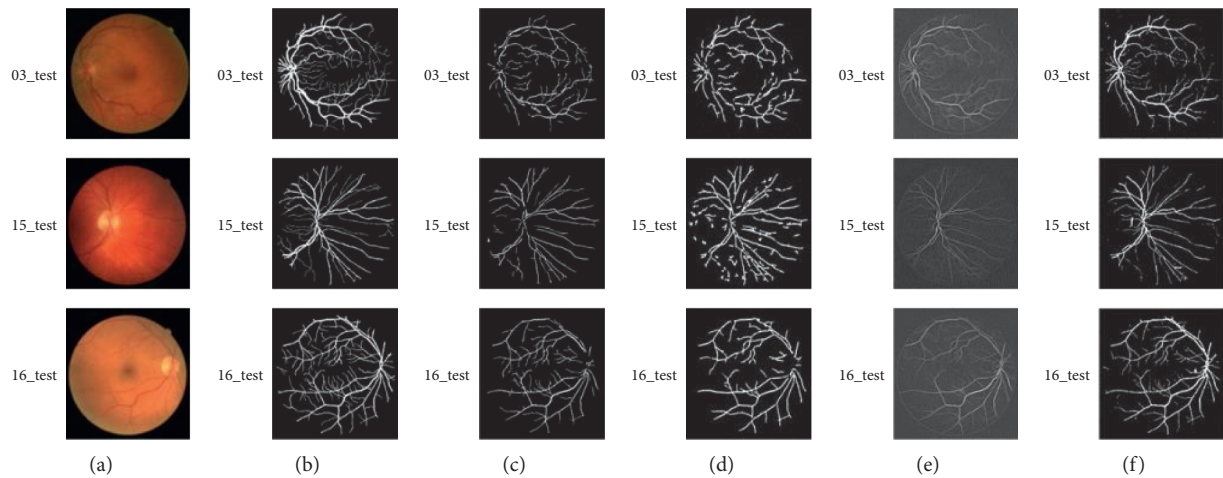 03_test 03_test 03_test 03_test 03_test 03_test
15_test 15_test 15_test 15_test 15_test 15_test
16_test 16_test 16_test 16_test 16_test 16_test
(a) (b) (c) (d) (e) (f)